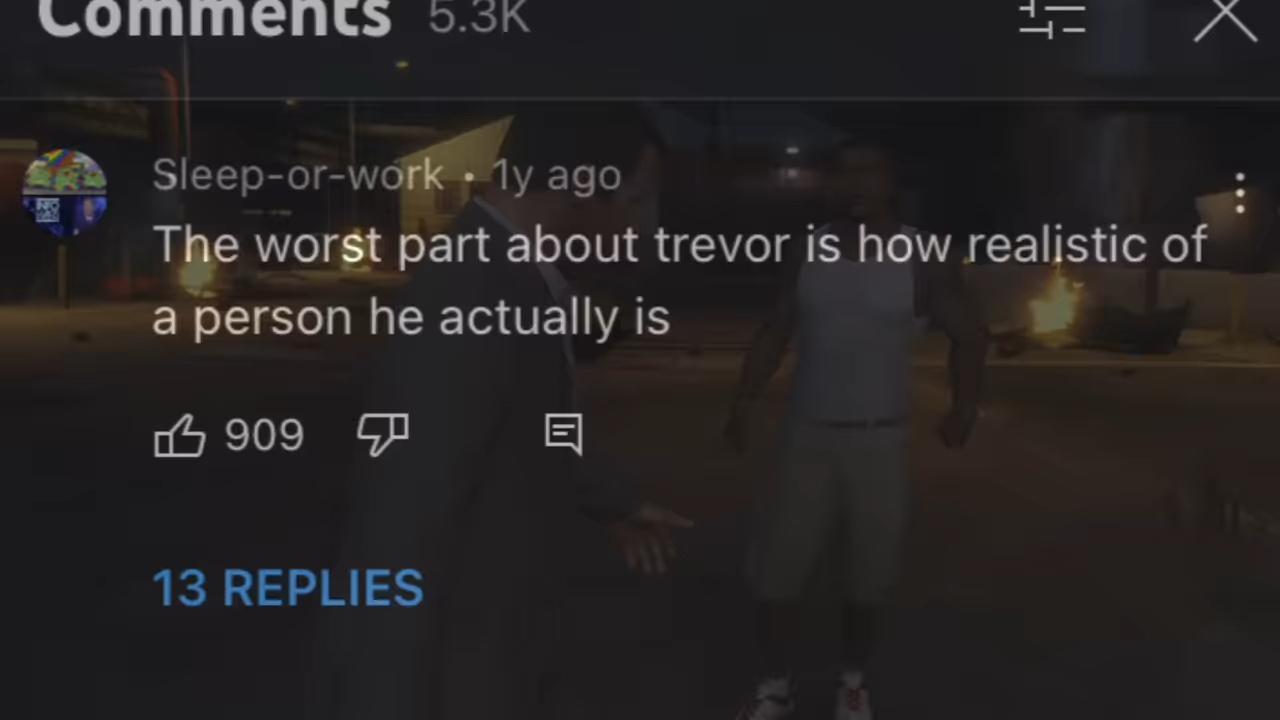 Comments 5.3K
Sleep-or-work • 1y ago
The worst part about trevor is how realistic of
a person he actually is
909
13 REPLIES